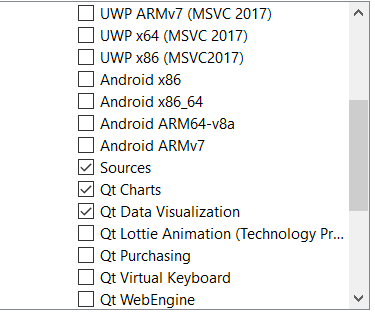 UWP ARMv7 (MSVC 2017)
UWP x64 (MSVC 2017)
UWP x86 (MSVC2017)
Android x86
Android x86_64
Android ARM64-v8a
Android ARMv7
Sources
Qt Charts
Qt Data Visualization
Qt Lottie Animation (Technology Pr...
Qt Purchasing
Qt Virtual Keyboard
Qt WebEngine